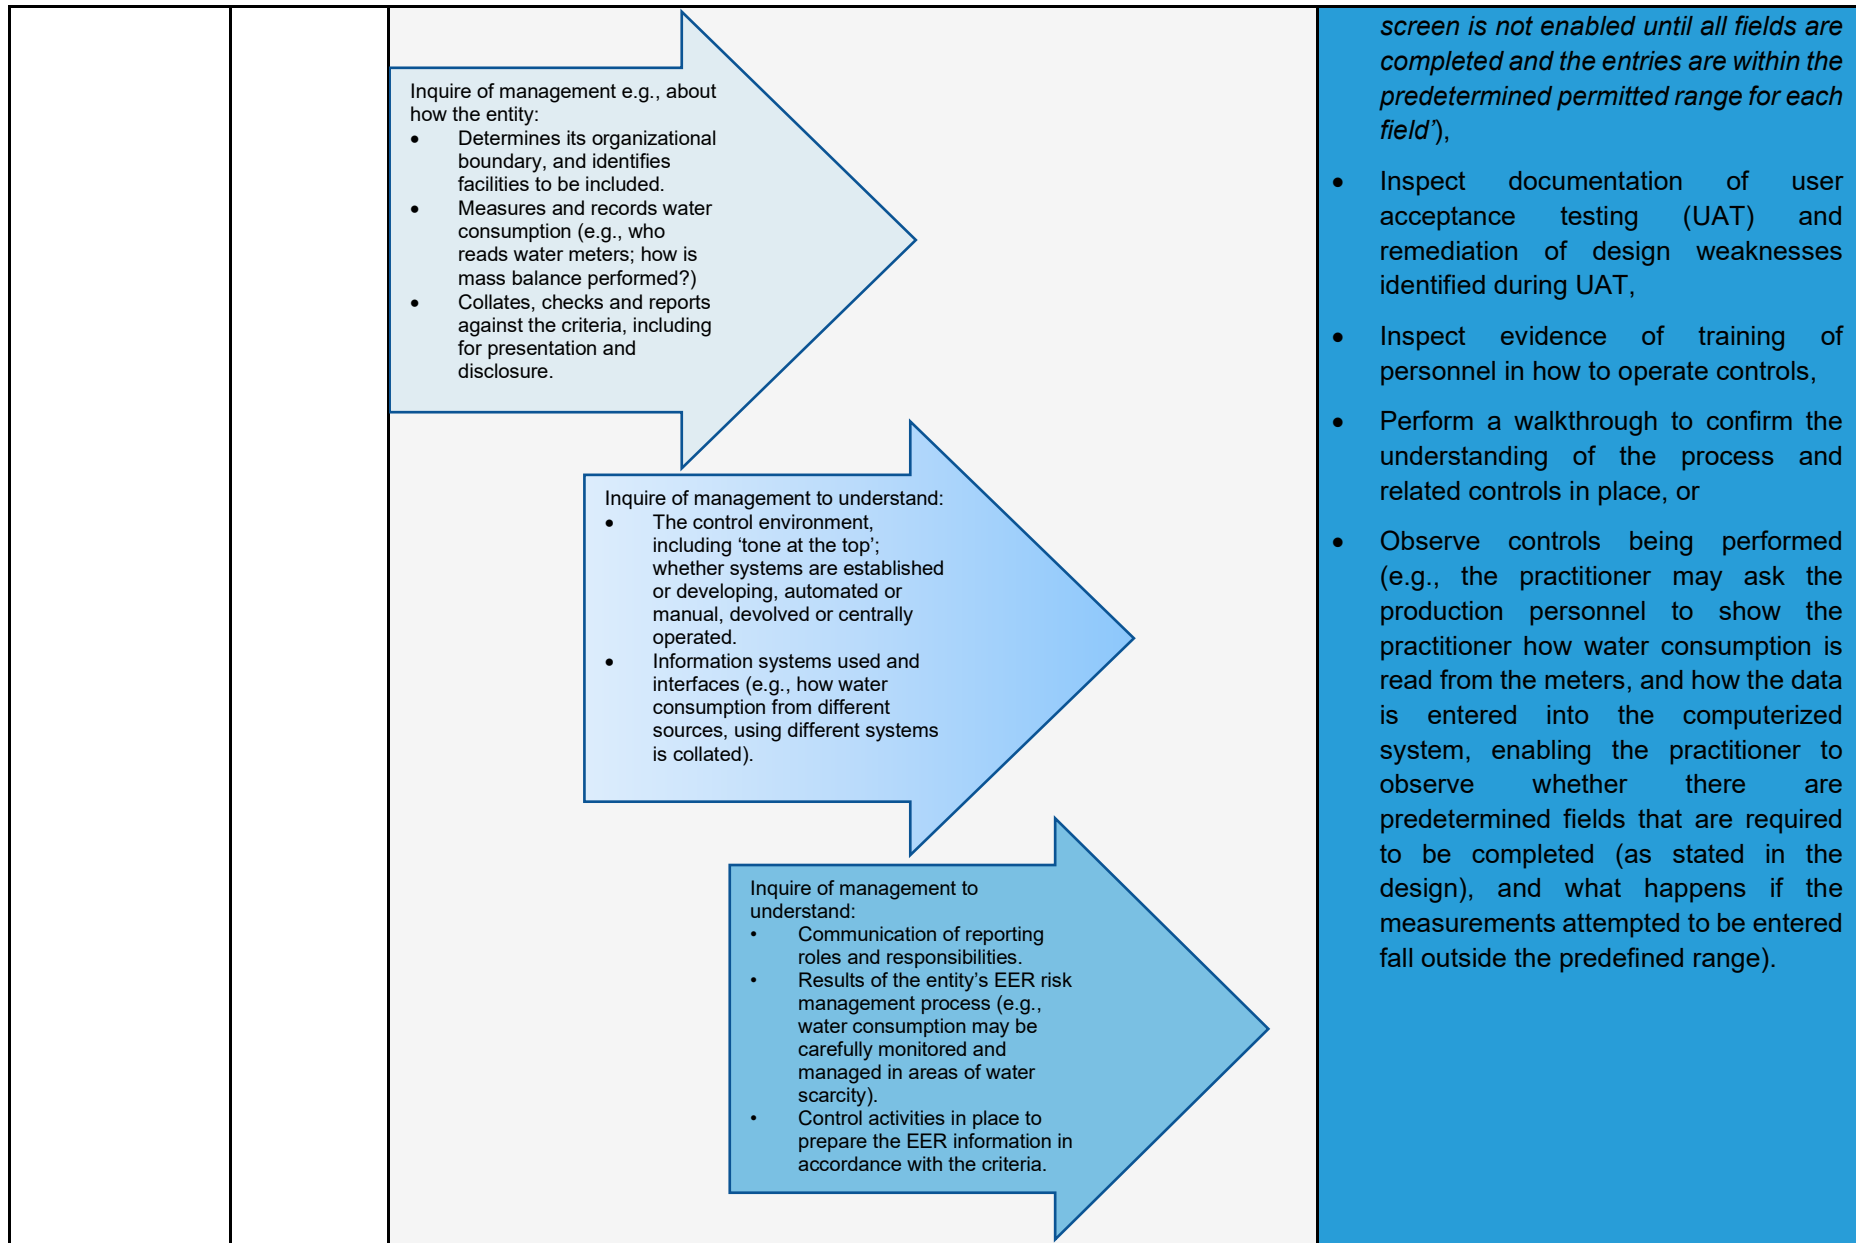 Inquire of management e.g., about
how the entity:
• Determines its organizational
boundary, and identifies
facilities to be included.
• Measures and records water
consumption (e.g., who
reads water meters; how is
mass balance performed?)
• Collates, checks and reports
against the criteria, including
for presentation and
disclosure.
Inquire of management to understand:
• The control environment,
including ‘tone at the top’;
whether systems are established
or developing, automated or
manual, devolved or centrally
operated.
• Information systems used and
interfaces (e.g., how water
consumption from different
sources, using different systems
is collated).
Inquire of management to
understand:
• Communication of reporting
roles and responsibilities.
• Results of the entity’s EER risk
management process (e.g.,
water consumption may be
carefully monitored and
managed in areas of water
scarcity).
• Control activities in place to
prepare the EER information in
accordance with the criteria.
screen is not enabled until all fields are
completed and the entries are within the
predetermined permitted range for each
field’),
• Inspect documentation of user
acceptance testing (UAT) and
remediation of design weaknesses
identified during UAT,
• Inspect evidence of training of
personnel in how to operate controls,
• Perform a walkthrough to confirm the
understanding of the process and
related controls in place, or
• Observe controls being performed
(e.g., the practitioner may ask the
production personnel to show the
practitioner how water consumption is
read from the meters, and how the data
is entered into the computerized
system, enabling the practitioner to
observe whether there are
predetermined fields that are required
to be completed (as stated in the
design), and what happens if the
measurements attempted to be entered
fall outside the predefined range).